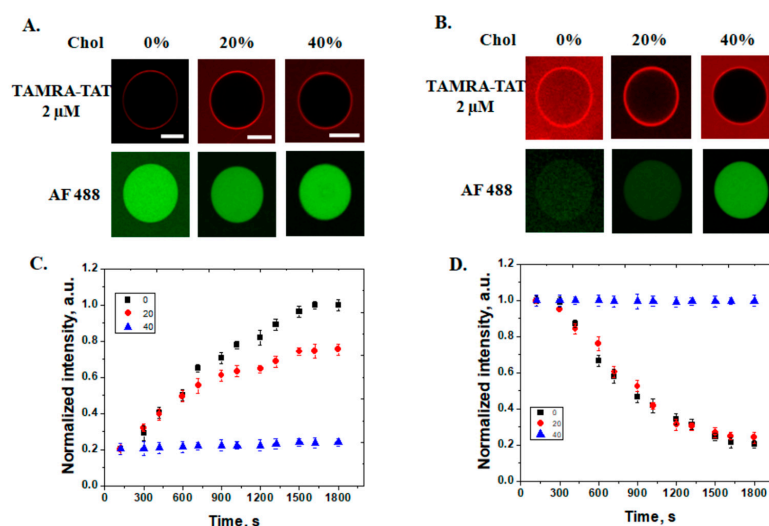 A.
Chol 0% 20% 40%
TAMRA-TAT
2 µM
AF 488
B.
Chol 0% 20% 40%
TAMRA-TAT
2 µM
AF 488
C.
Normalized intensity, a.u.
1.2
1.0
0.8
0.6
0.4
0.2
0.0
0
20
40
0 300 600 900 1200 1500 1800
Time, s
D.
Normalized intensity, a.u.
1.2
1.0
0.8
0.6
0.4
0.2
0.0
0
20
40
0 300 600 900 1200 1500 1800
Time, s